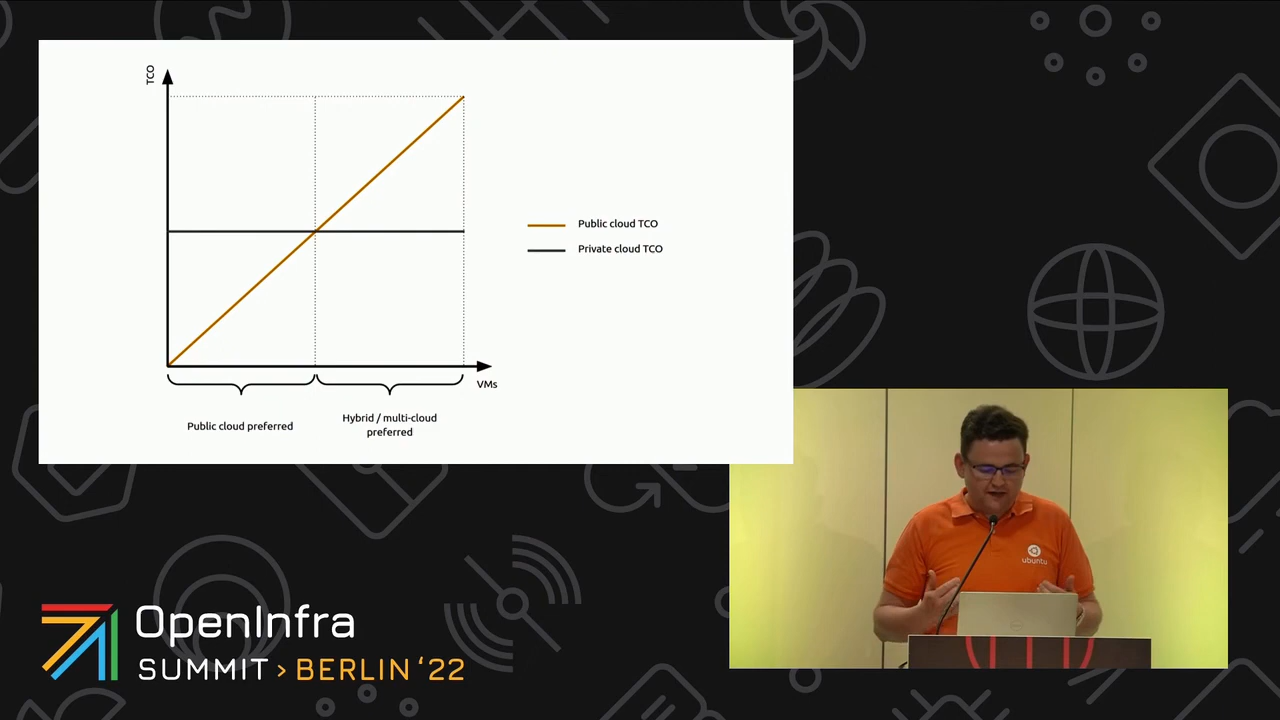 TCO
Public cloud TCO
Private cloud TCO
VMs
Public cloud preferred
Hybrid / multi-cloud
preferred
ubuntu
OpenInfra
SUMMIT > BERLIN ‘22